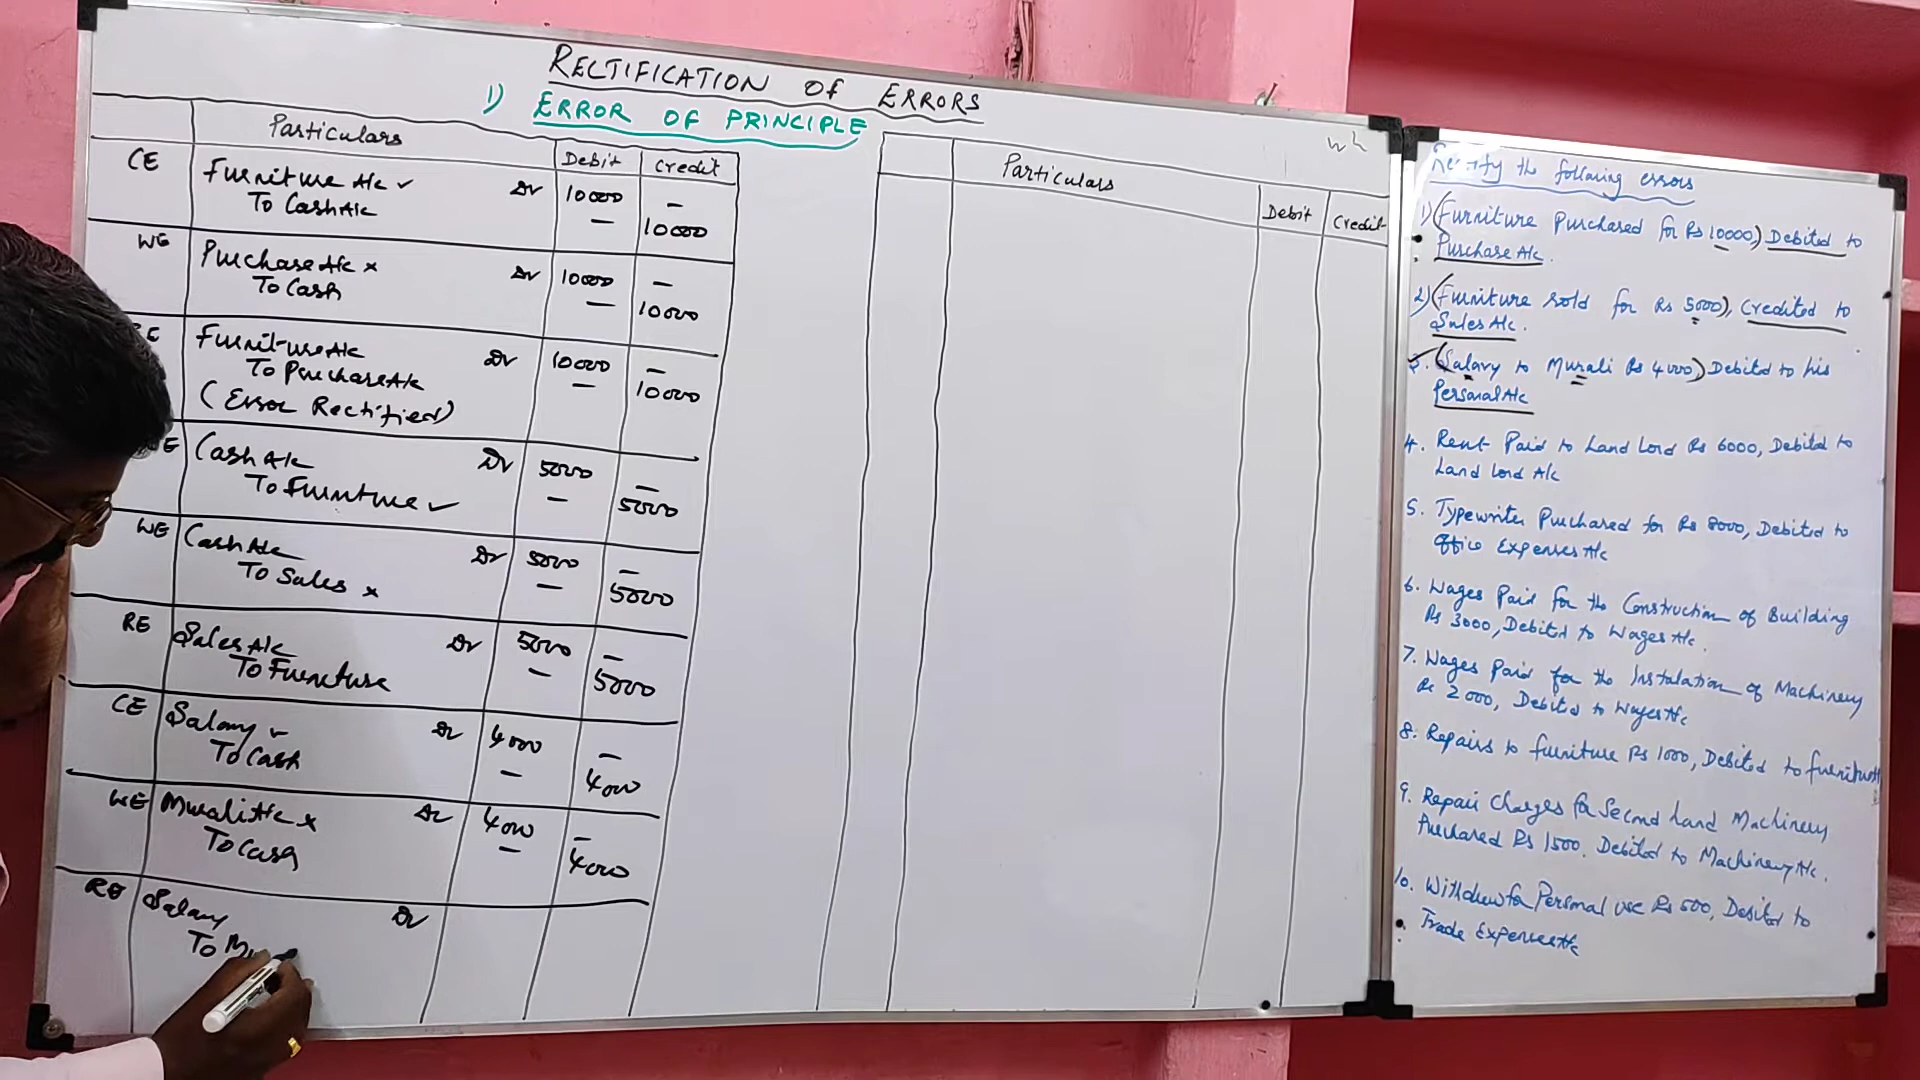 RECTIFICATION OF ERRORS
1) ERROR OF PRINCIPLE
Particulars Debit Credit
CE Furniture A/c ✓ Dr 10000 –
To Cash A/c – 10000
WE Purchase A/c x Dr 10000 –
To Cash – 10000
Furniture A/c Dr 10000 –
To Purchase A/c – 10000
(Error Rectified)
Cash A/c Dr 5000 –
To Furniture ✓ – 5000
WE Cash A/c Dr 5000 –
To Sales x – 5000
RE Sales A/c Dr 5000 –
To Furniture – 5000
CE Salary ✓ Dr 4000 –
To Cash – 4000
WE Murali A/c x Dr 4000 –
To Cash – 4000
RE Salary Dr
To Mu
Particulars Debit Credit
Rectify the following errors
1) (Furniture Purchased for Rs 10000,) Debited to
Purchase A/c.
2) (Furniture sold for Rs 5000), Credited to
Sales A/c.
3. (Salary to Murali Rs 4000) Debited to his
Personal A/c
4. Rent Paid to Land Lord Rs 6000, Debited to
Land lord A/c
5. Typewriter Purchased for Rs 8000, Debited to
Office Expenses A/c
6. Wages Paid for the Construction of Building
Rs 3000, Debited to Wages A/c.
7. Wages Paid for the Instalation of Machinery
Rs 2000, Debited to Wages A/c
8. Repairs to furniture Rs 1000, Debited to furniture
9. Repair Charges for Second hand Machinery
Purchased Rs 1500. Debited to Machinery A/c.
10. Withdrew for Personal use Rs 500, Debited to
Trade Expenses A/c